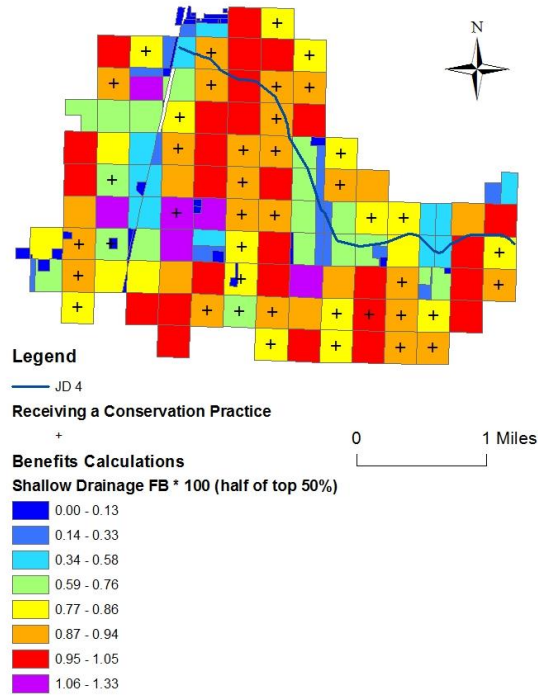 N
Legend
JD 4
Receiving a Conservation Practice
+
0 1 Miles
Benefits Calculations
Shallow Drainage FB * 100 (half of top 50%)
0.00 - 0.13
0.14 - 0.33
0.34 - 0.58
0.59 - 0.76
0.77 - 0.86
0.87 - 0.94
0.95 - 1.05
1.06 - 1.33